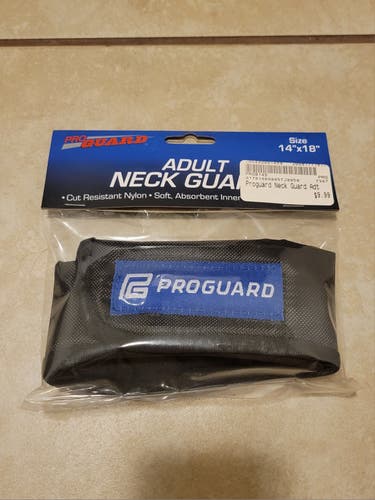 PRO
GUARD
Size
14"x18"
ADULT
NECK GUA
• Cut Resistant Nylon • Soft, Absorbent Inner
Proguard Neck Guard Adt
$9.99
PROGUARD